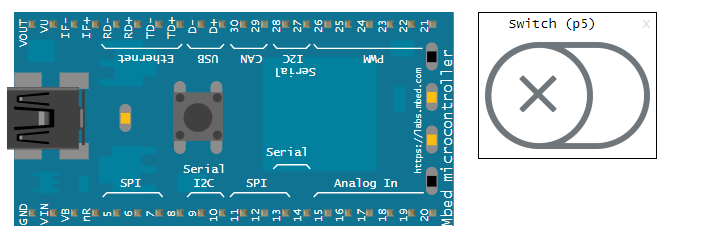 VOUT VU IF- IF+ RD- RD+ TD- TD+ D- D+ 30 29 28 27 26 25 24 23 22 21
Ethernet USB CAN I2C PWM
Serial
Serial
Serial
SPI I2C SPI Analog In
GND VIN VB nR 5 6 7 8 9 10 11 12 13 14 15 16 17 18 19 20
https://labs.mbed.com
Mbed microcontroller
Switch (p5) x